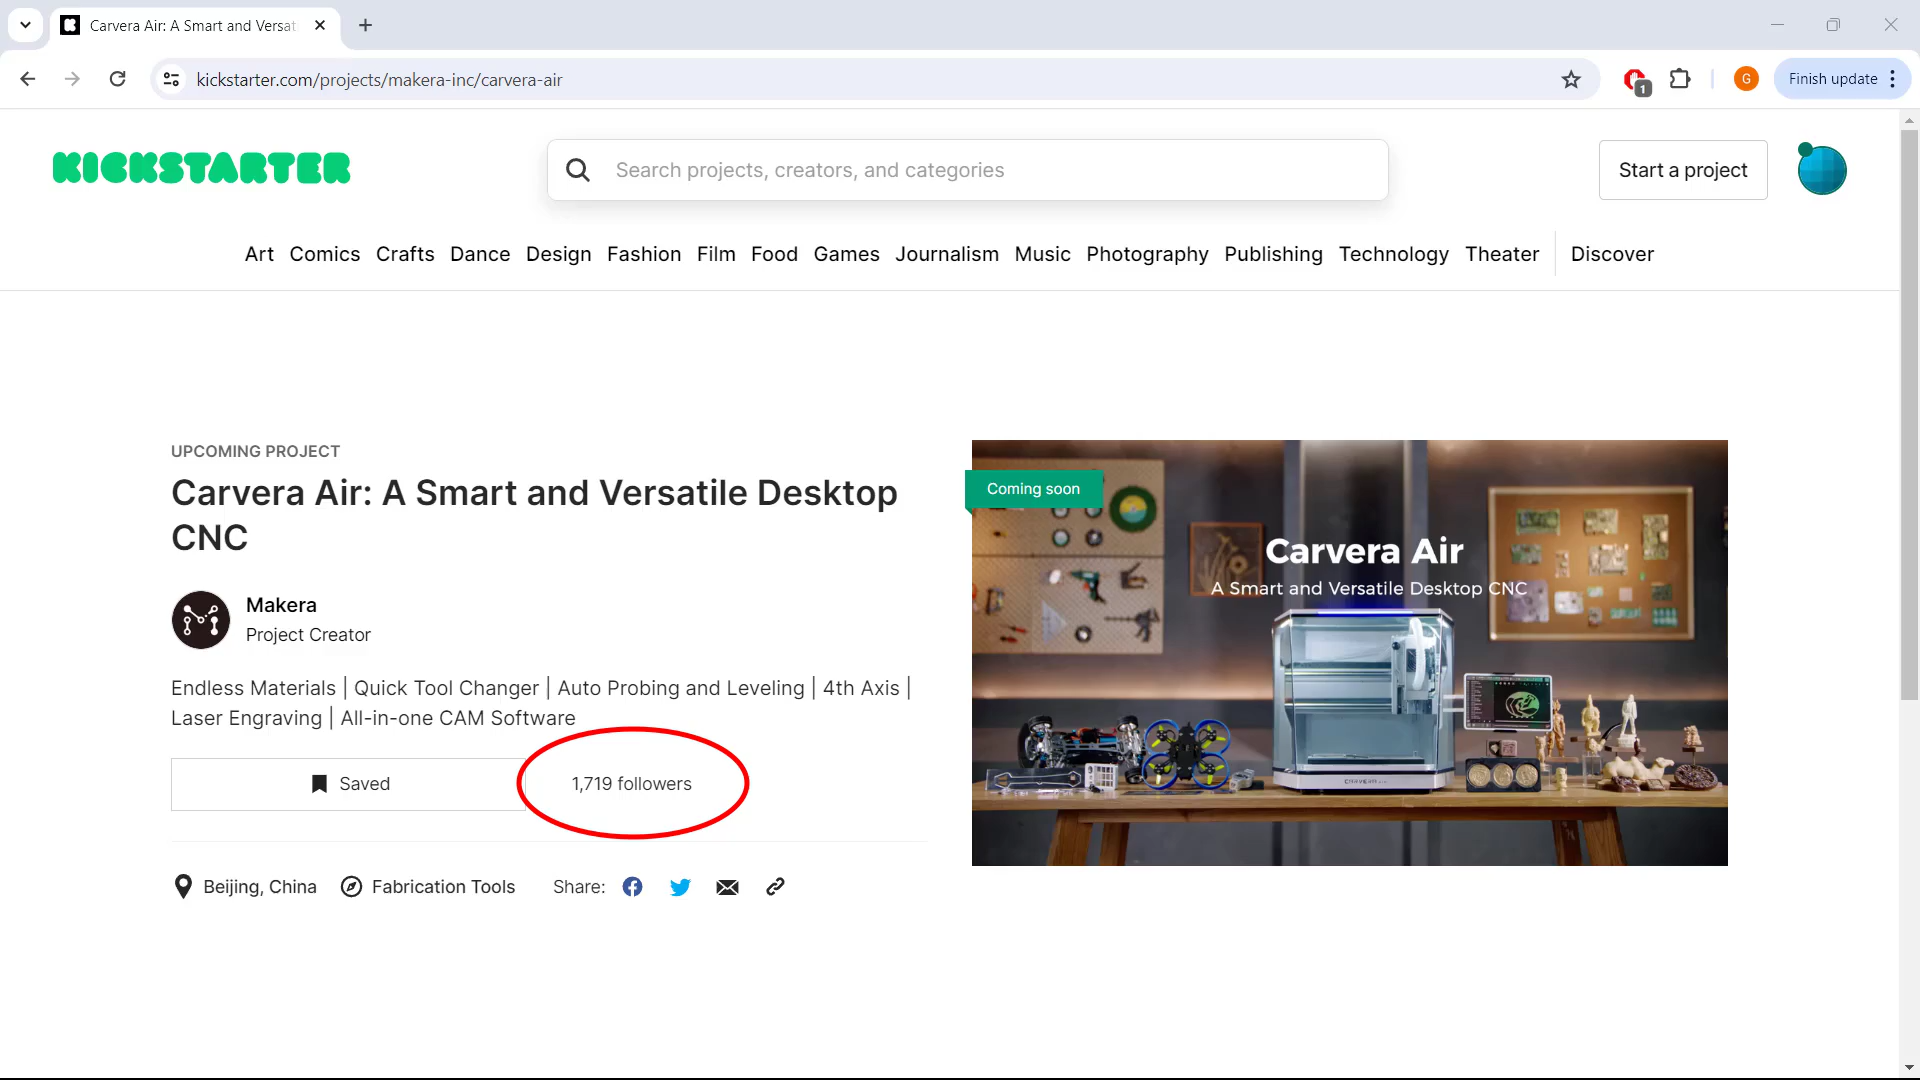 Carvera Air: A Smart and Versat
kickstarter.com/projects/makera-inc/carvera-air
1
G
Finish update
KICKSTARTER
Search projects, creators, and categories
Start a project
Art Comics Crafts Dance Design Fashion Film Food Games Journalism Music Photography Publishing Technology Theater Discover
UPCOMING PROJECT
Carvera Air: A Smart and Versatile Desktop
CNC
Makera
Project Creator
Endless Materials | Quick Tool Changer | Auto Probing and Leveling | 4th Axis |
Laser Engraving | All-in-one CAM Software
Saved
1,719 followers
Beijing, China
Fabrication Tools
Share:
Coming soon
Carvera Air
A Smart and Versatile Desktop CNC